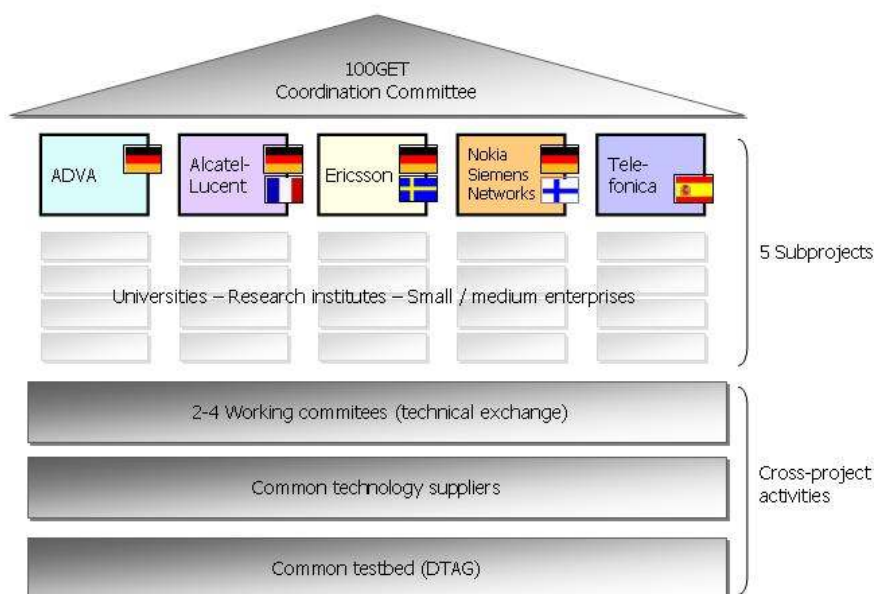 100GET
Coordination Committee
ADVA
Alcatel-
Lucent
Ericsson
Nokia
Siemens
Networks
Tele-
fonica
5 Subprojects
Universities – Research institutes – Small / medium enterprises
2-4 Working commitees (technical exchange)
Common technology suppliers
Cross-project
activities
Common testbed (DTAG)